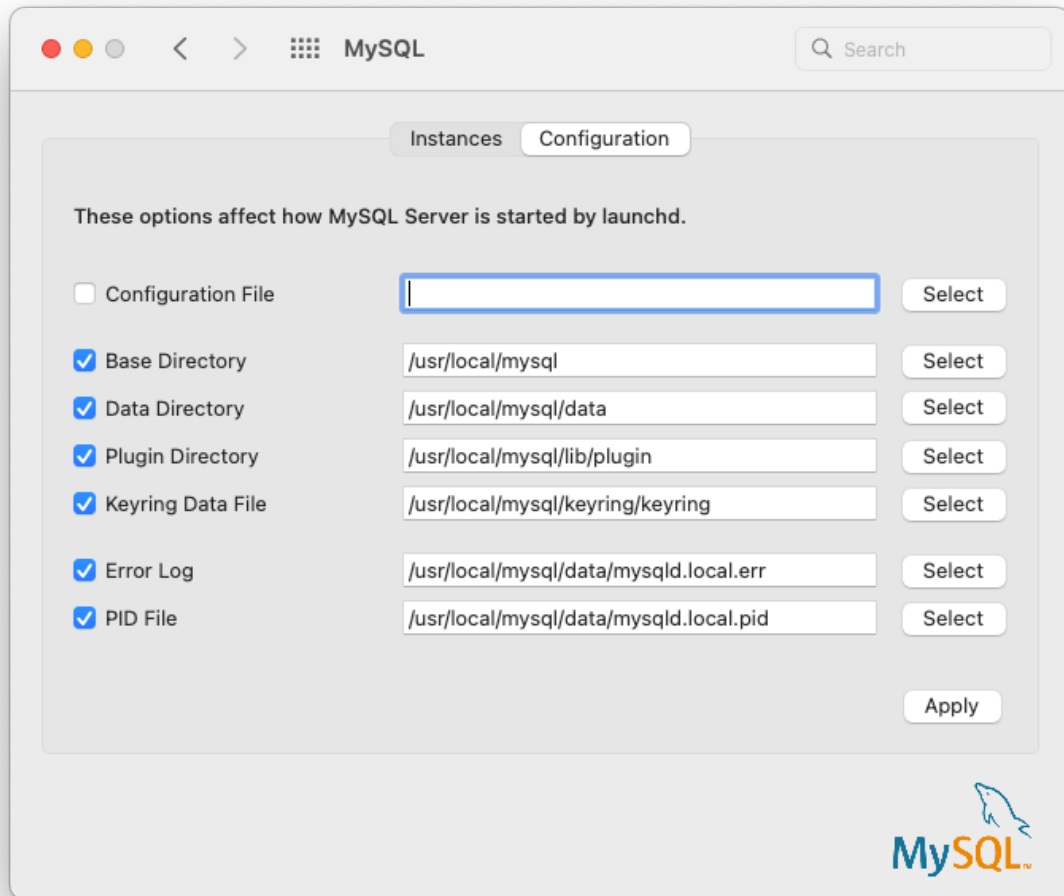 MySQL
Search
Instances
Configuration
These options affect how MySQL Server is started by launchd.
Configuration File
Select
Base Directory
/usr/local/mysql
Select
Data Directory
/usr/local/mysql/data
Select
Plugin Directory
/usr/local/mysql/lib/plugin
Select
Keyring Data File
/usr/local/mysql/keyring/keyring
Select
Error Log
/usr/local/mysql/data/mysqld.local.err
Select
PID File
/usr/local/mysql/data/mysqld.local.pid
Select
Apply
MySQL™